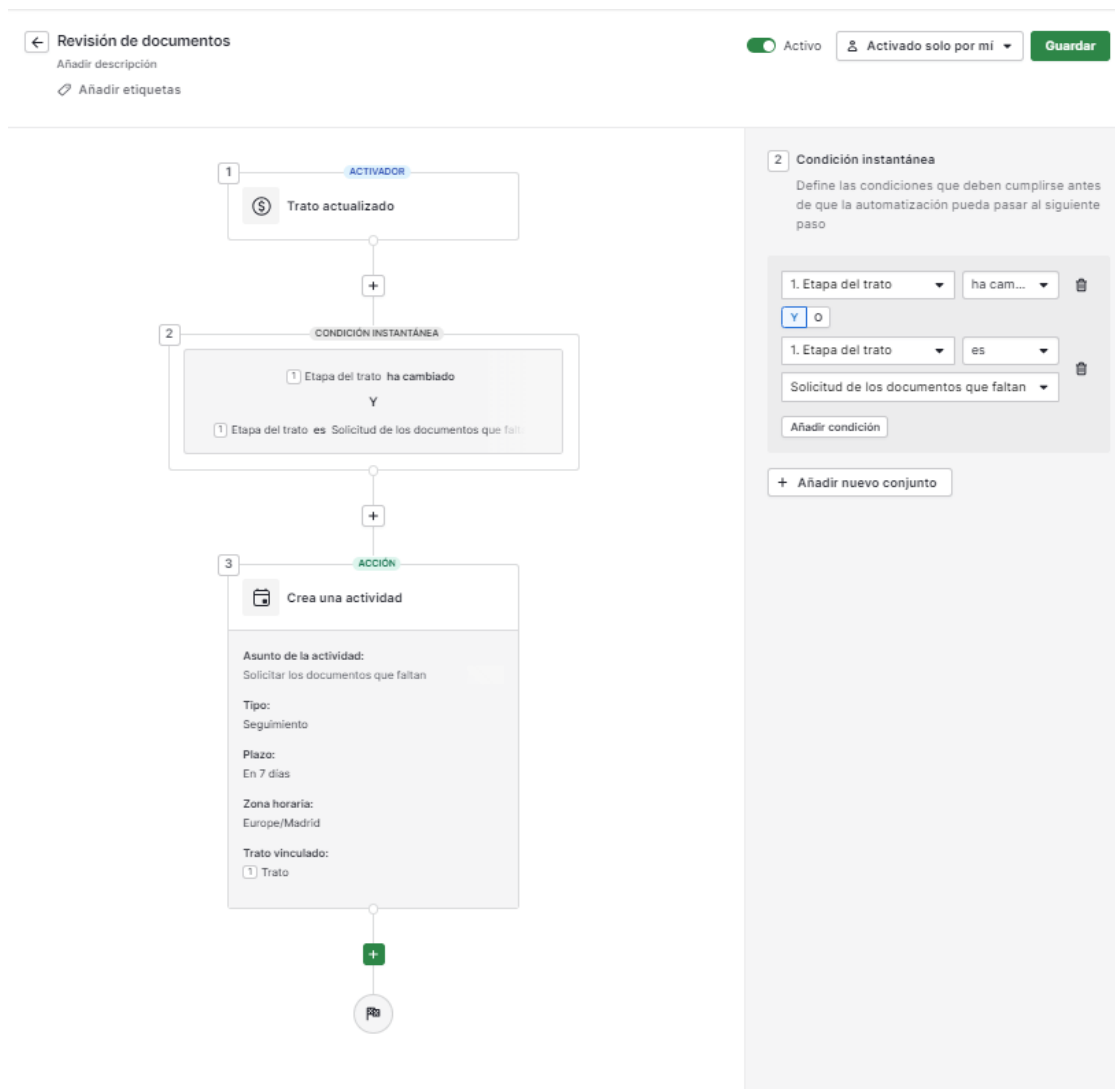 Revisión de documentos
Añadir descripción
Añadir etiquetas
Activo
Activado solo por mí
Guardar
1
ACTIVADOR
Trato actualizado
+
2
CONDICIÓN INSTANTÁNEA
1 Etapa del trato ha cambiado
Y
1 Etapa del trato es Solicitud de los documentos que
+
3
ACCIÓN
Crea una actividad
Asunto de la actividad:
Solicitar los documentos que faltan
Tipo:
Seguimiento
Plazo:
En 7 días
Zona horaria:
Europe/Madrid
Trato vinculado:
1 Trato
+
2 Condición instantánea
Define las condiciones que deben cumplirse antes
de que la automatización pueda pasar al siguiente
paso
1. Etapa del trato ha cam...
Y O
1. Etapa del trato es
Solicitud de los documentos que faltan
Añadir condición
+ Añadir nuevo conjunto